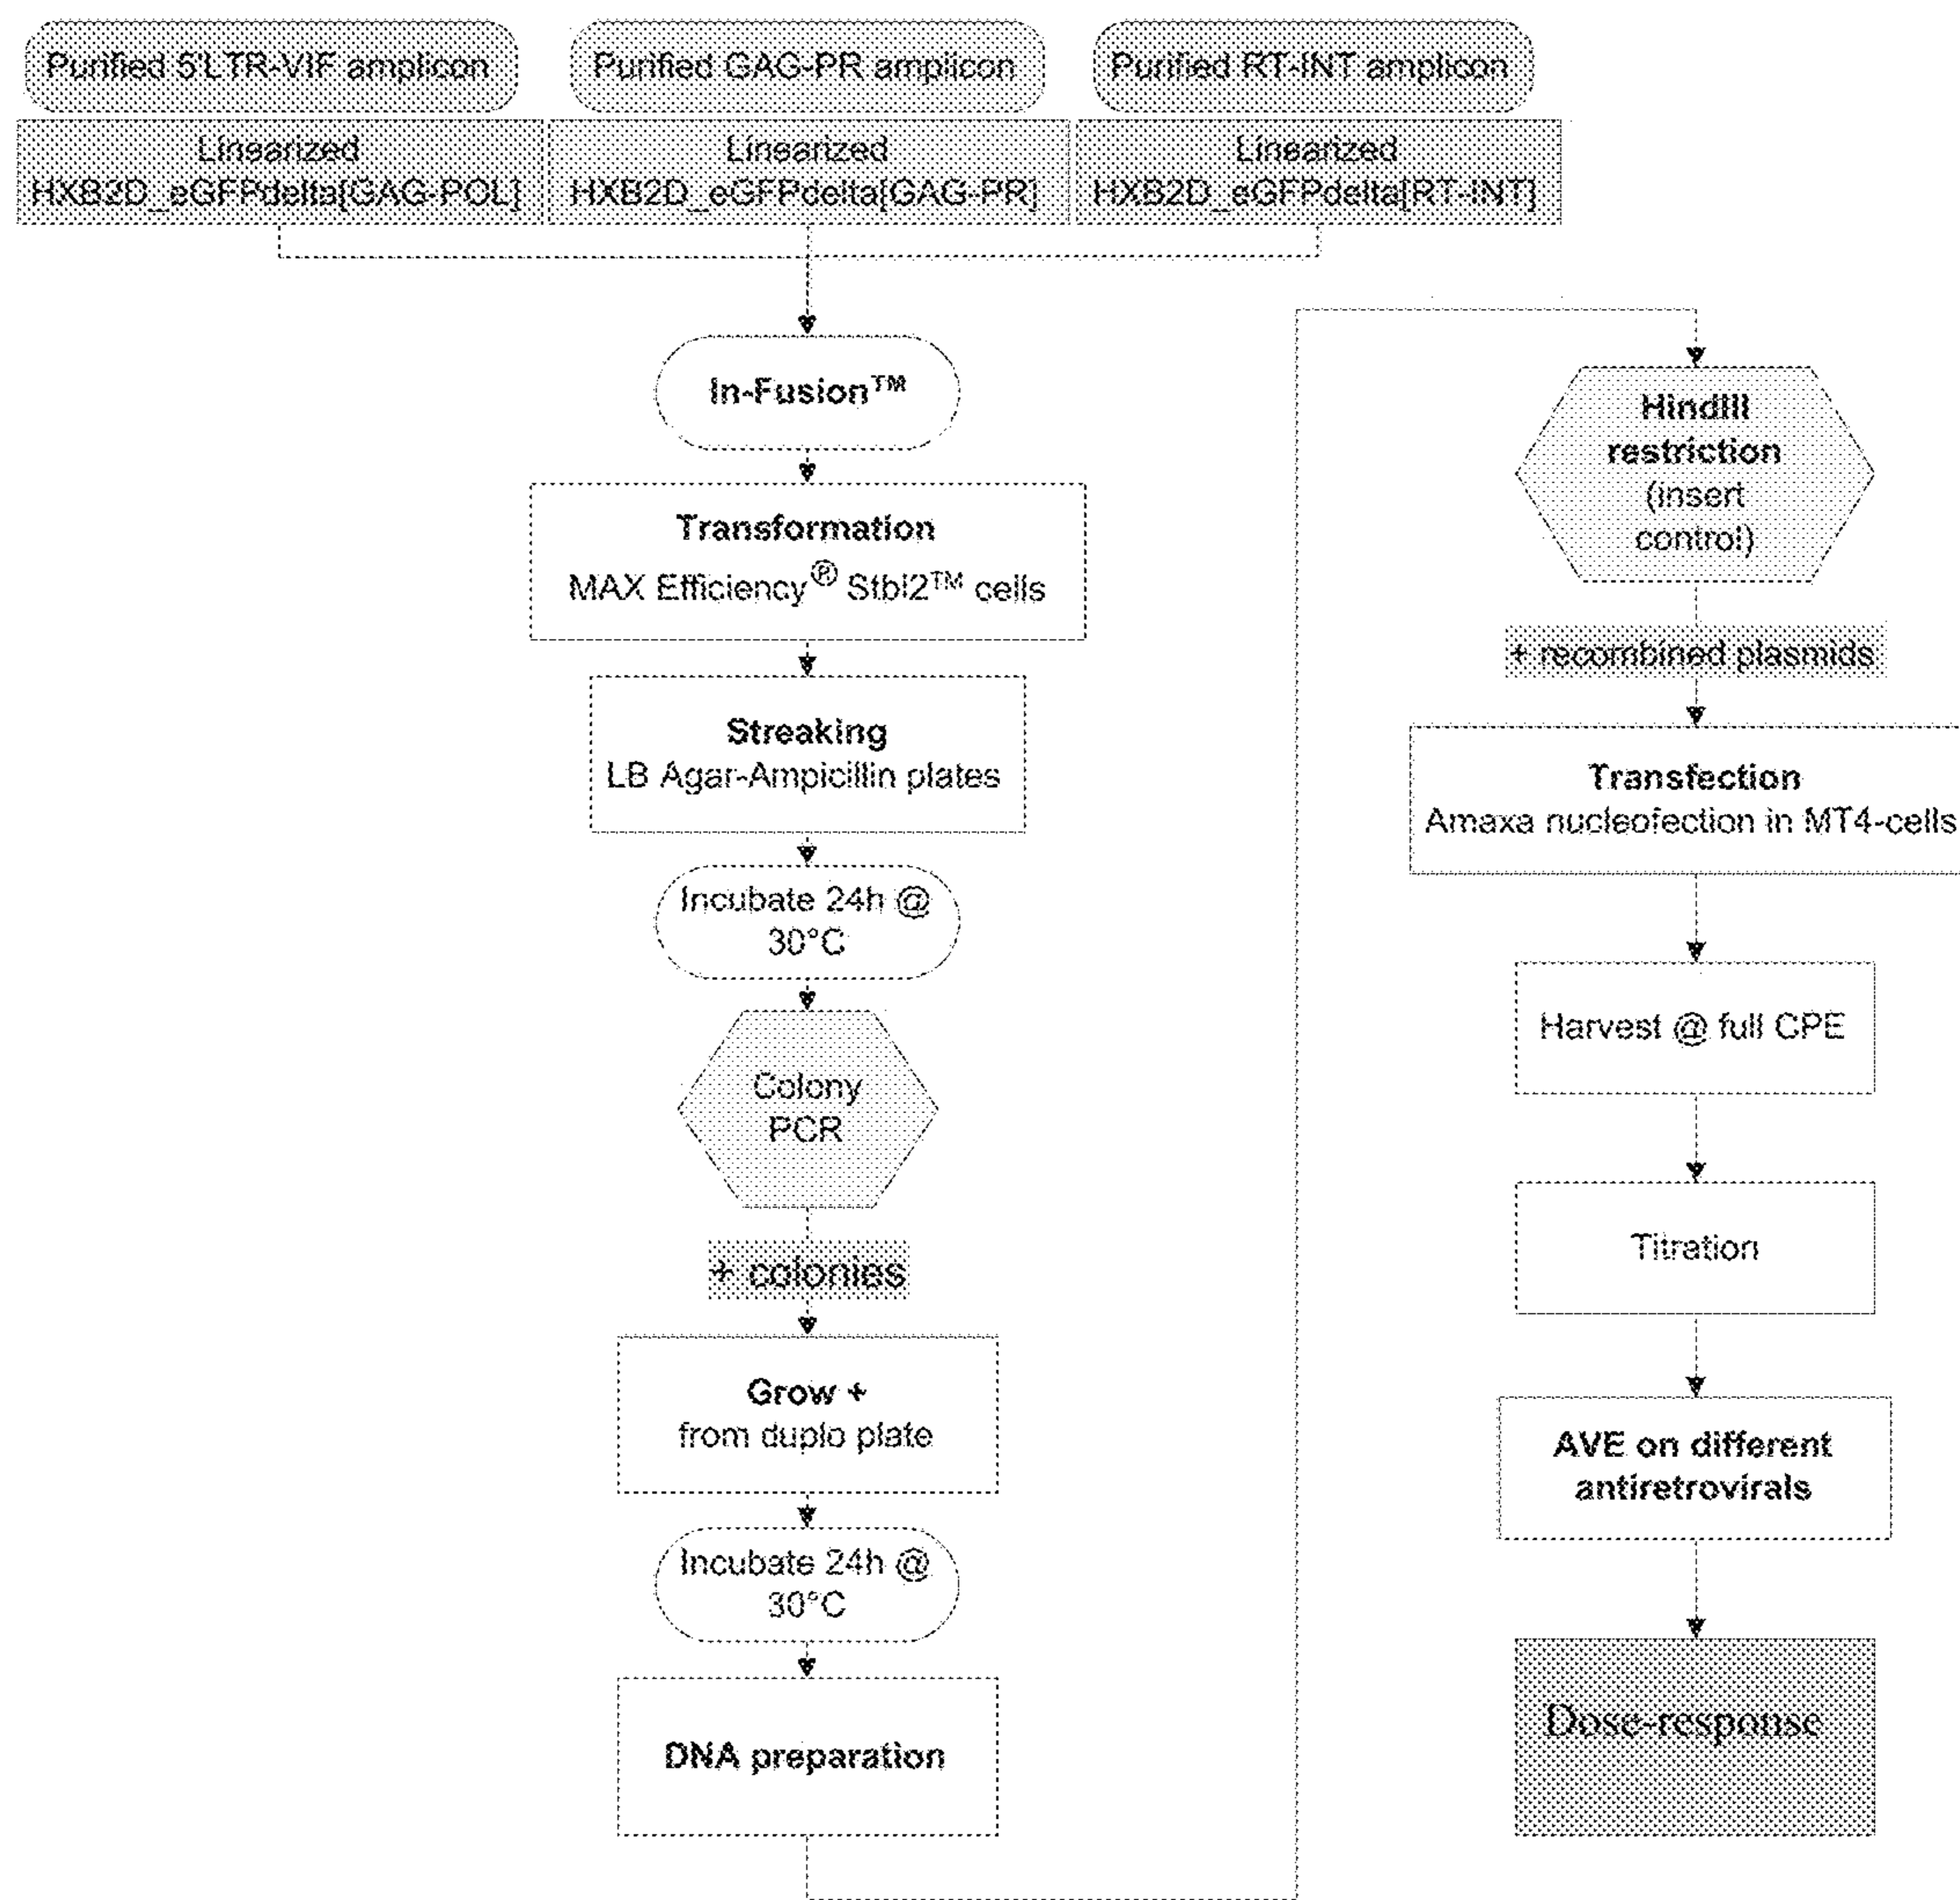 Purified 5'LTR-VIF amplicon
Linearized
HXB2D_eGFPdelta[GAG-POL]
Purified GAG-PR amplicon
Linearized
HXB2D_eGFPdelta[GAG-PR]
Purified RT-INT amplicon
Linearized
HXB2D_eGFPdelta[RT-INT]
In-Fusion™
Transformation
MAX Efficiency® Stbl2™ cells
Streaking
LB Agar-Ampicillin plates
Incubate 24h @
30°C
Colony
PCR
+ colonies
Grow +
from duplo plate
Incubate 24h @
30°C
DNA preparation
HindIII
restriction
(insert
control)
+ recombined plasmids
Transfection
Amaxa nucleofection in MT4-cells
Harvest @ full CPE
Titration
AVE on different
antiretrovirals
Dose-response